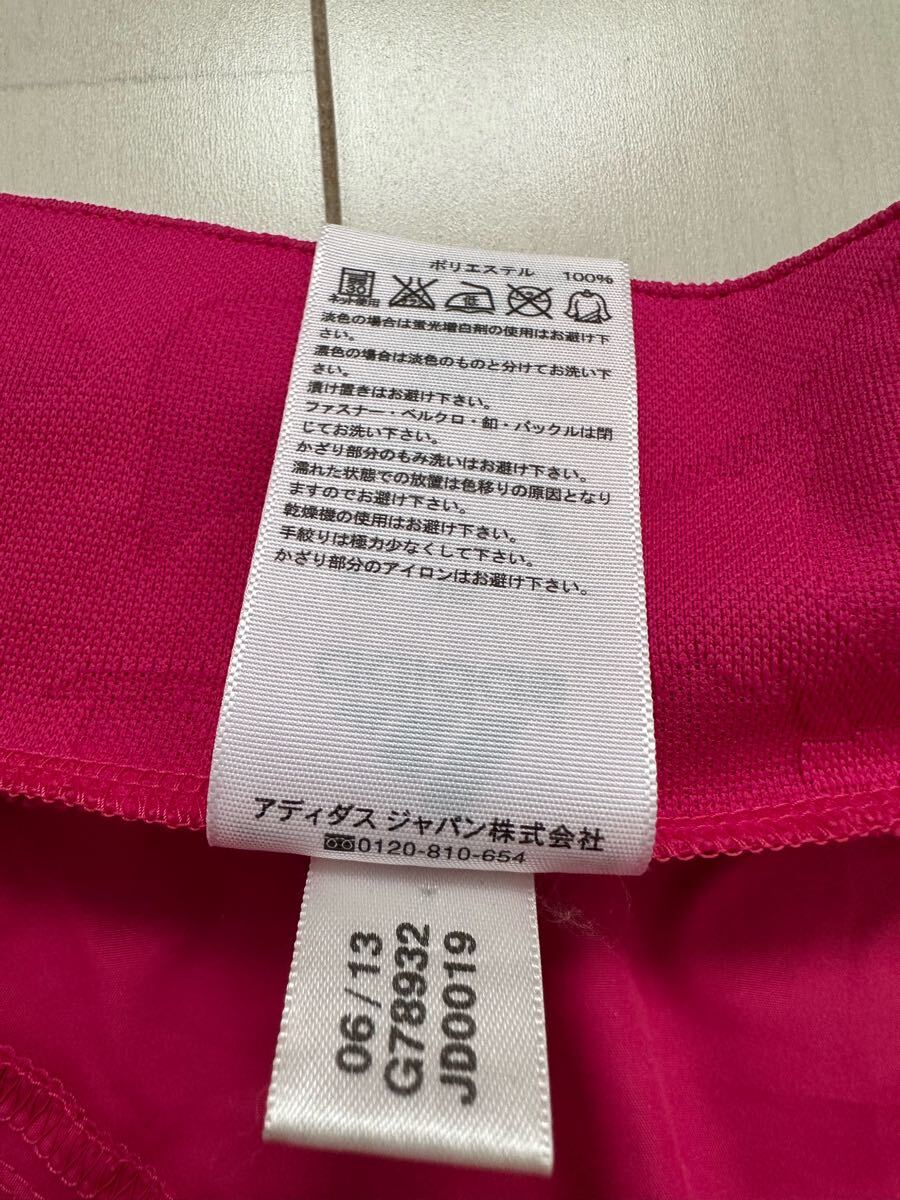 ポリエステル 100%
30
ネット使用
低
淡色の場合は蛍光増白剤の使用はお避け下
さい。
濃色の場合は淡色のものと分けてお洗い下
さい。
漬け置きはお避け下さい。
ファスナー・ベルクロ・釦・バックルは閉
じてお洗い下さい。
かざり部分のもみ洗いはお避け下さい。
濡れた状態での放置は色移りの原因となり
ますのでお避け下さい。
乾燥機の使用はお避け下さい。
手絞りは極力少なくして下さい。
かざり部分のアイロンはお避け下さい。
アディダス ジャパン株式会社
0120-810-654
06/13
G78932
JD0019